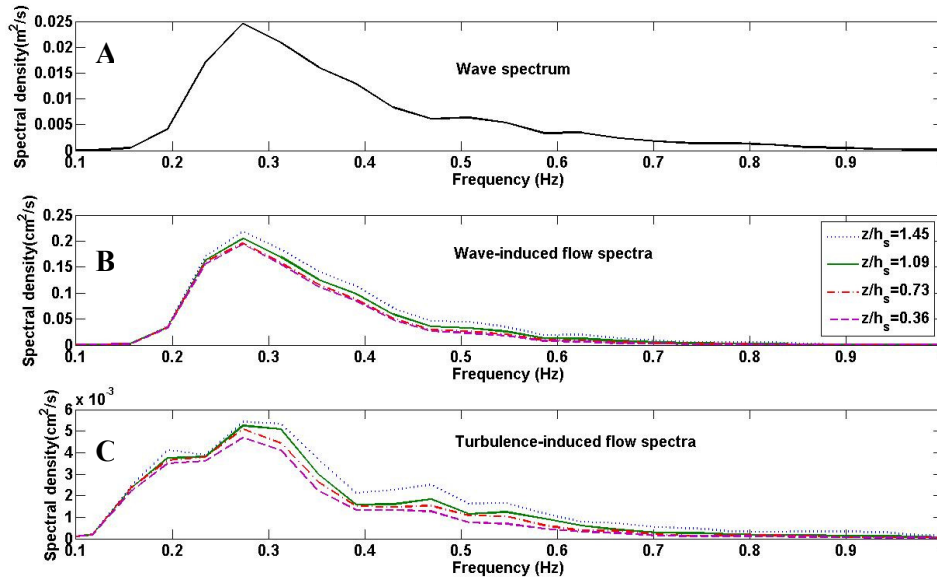 A
Wave spectrum
Spectral density(m²/s)
0.025
0.02
0.015
0.01
0.005
0
0.1 0.2 0.3 0.4 0.5 0.6 0.7 0.8 0.9
Frequency (Hz)
B
Wave-induced flow spectra
Spectral density(cm²/s)
0.25
0.2
0.15
0.1
0.05
0
z/hₛ=1.45
z/hₛ=1.09
z/hₛ=0.73
z/hₛ=0.36
0.1 0.2 0.3 0.4 0.5 0.6 0.7 0.8 0.9
Frequency (Hz)
C
Turbulence-induced flow spectra
Spectral density(cm²/s)
x 10⁻³
6
5
4
3
2
1
0
0.1 0.2 0.3 0.4 0.5 0.6 0.7 0.8 0.9
Frequency (Hz)